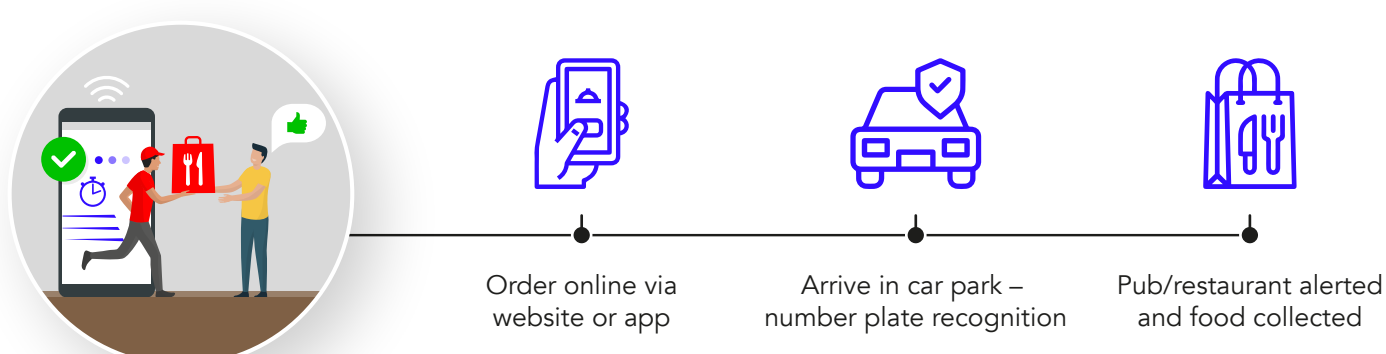 Order online via
website or app
Arrive in car park –
number plate recognition
Pub/restaurant alerted
and food collected